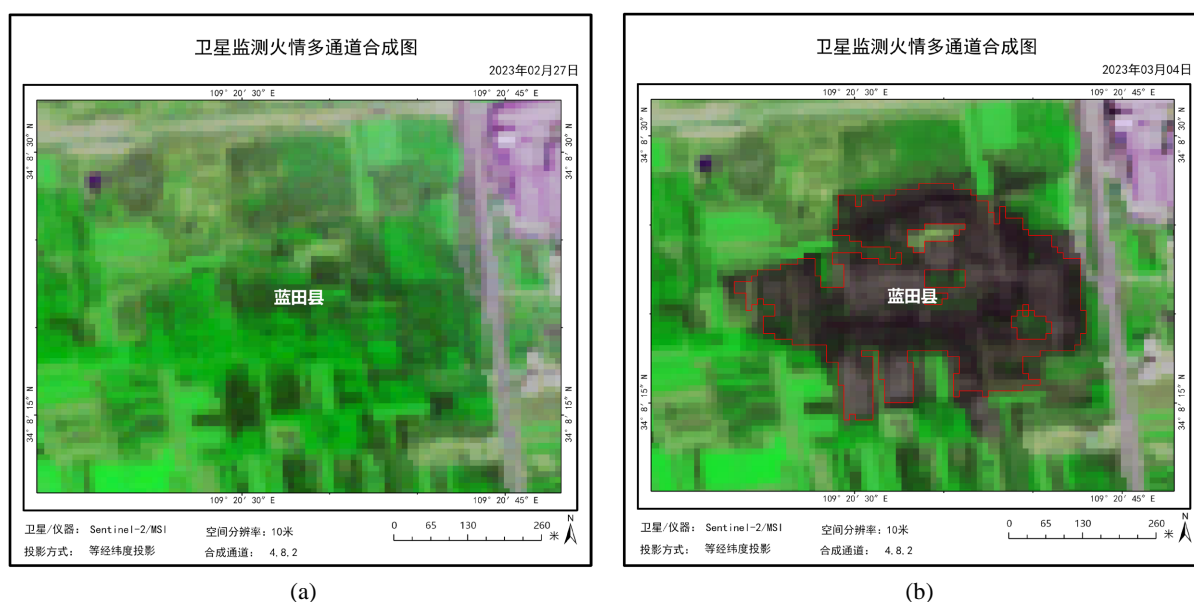 卫星监测火情多通道合成图
2023年02月27日
109° 20′ 30″ E
109° 20′ 45″ E
34° 8′ 30″ N
34° 8′ 30″ N
蓝田县
34° 8′ 15″ N
34° 8′ 15″ N
109° 20′ 30″ E
109° 20′ 45″ E
卫星/仪器: Sentinel-2/MSI
空间分辨率: 10米
投影方式: 等经纬度投影
合成通道: 4.8.2
0 65 130 260
米
N
(a)
卫星监测火情多通道合成图
2023年03月04日
109° 20′ 30″ E
109° 20′ 45″ E
34° 8′ 30″ N
34° 8′ 30″ N
蓝田县
34° 8′ 15″ N
34° 8′ 15″ N
109° 20′ 30″ E
109° 20′ 45″ E
卫星/仪器: Sentinel-2/MSI
空间分辨率: 10米
投影方式: 等经纬度投影
合成通道: 4.8.2
0 65 130 260
米
N
(b)